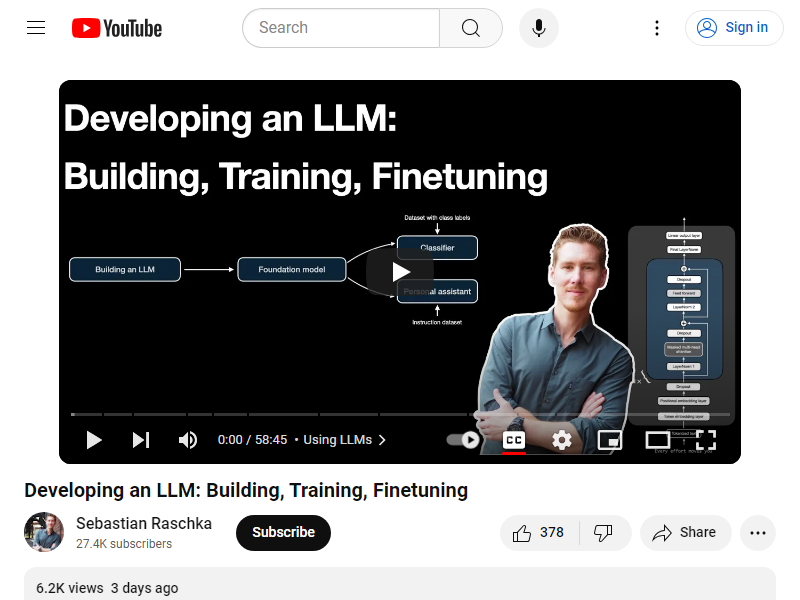 YouTube
Search
Sign in
Developing an LLM:
Building, Training, Finetuning
Dataset with class labels
Classifier
Building an LLM
Foundation model
Personal assistant
Instruction dataset
Linear output layer
Final LayerNorm
Dropout
Feed forward
LayerNorm 2
Dropout
Masked multi-head
attention
LayerNorm 1
Dropout
Positional embedding layer
Token embedding layer
Tokenized text
Every effort moves you
0:00 / 58:45 • Using LLMs
CC
Developing an LLM: Building, Training, Finetuning
Sebastian Raschka
27.4K subscribers
Subscribe
378
Share
6.2K views 3 days ago